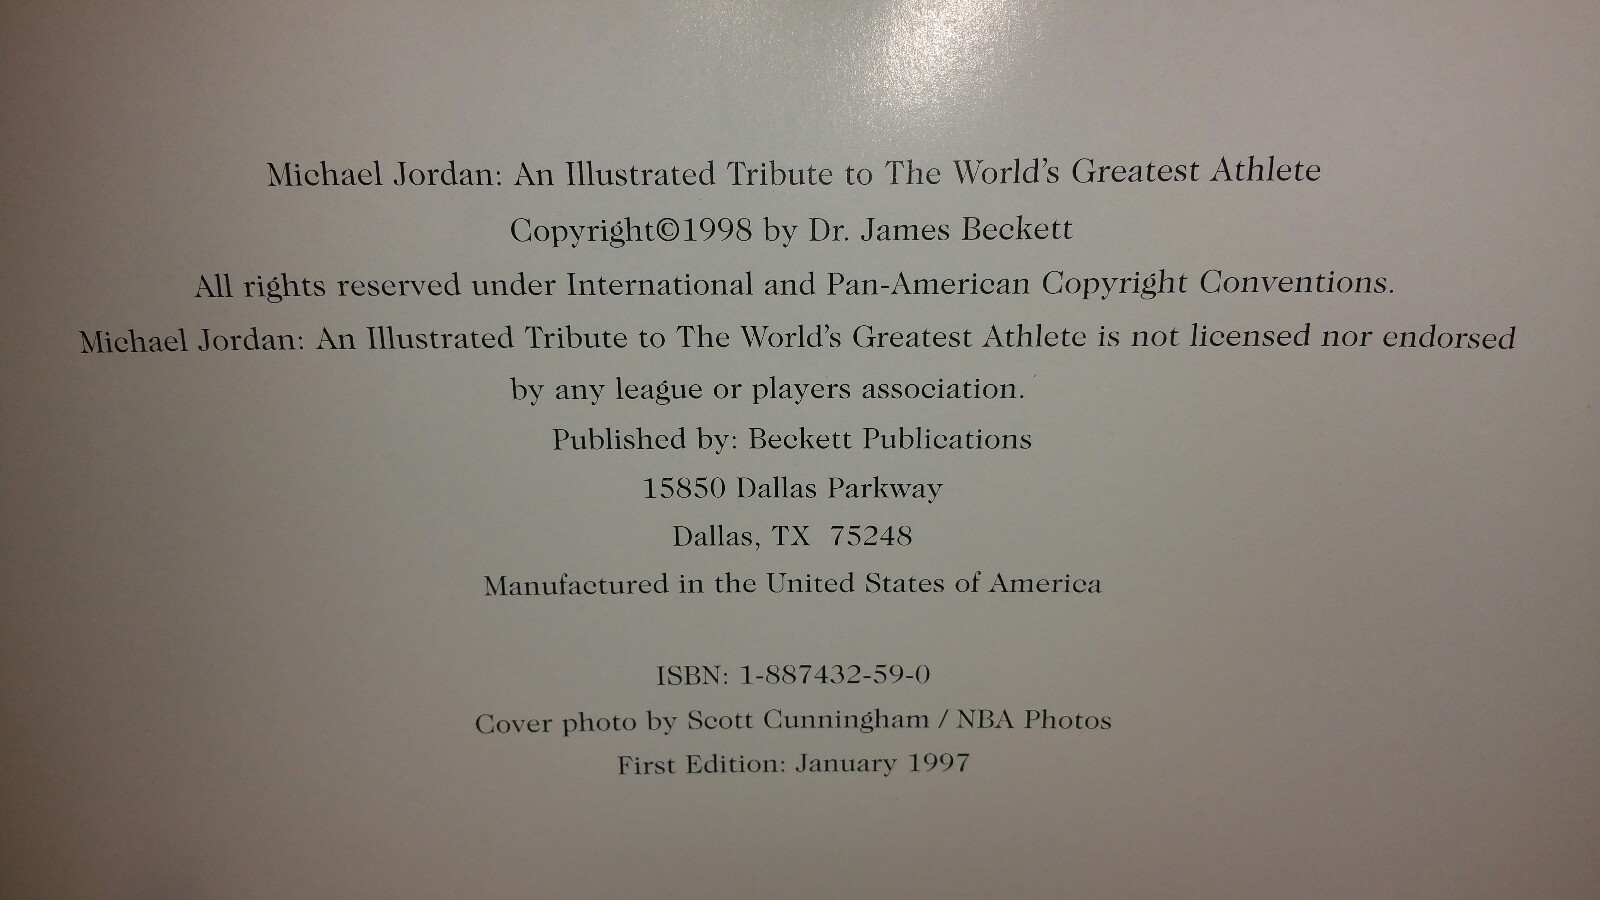 Michael Jordan: An Illustrated Tribute to The World's Greatest Athlete
Copyright©1998 by Dr. James Beckett
All rights reserved under International and Pan-American Copyright Conventions.
Michael Jordan: An Illustrated Tribute to The World's Greatest Athlete is not licensed nor endorsed
by any league or players association.
Published by: Beckett Publications
15850 Dallas Parkway
Dallas, TX  75248
Manufactured in the United States of America
ISBN: 1-887432-59-0
Cover photo by Scott Cunningham / NBA Photos
First Edition: January 1997